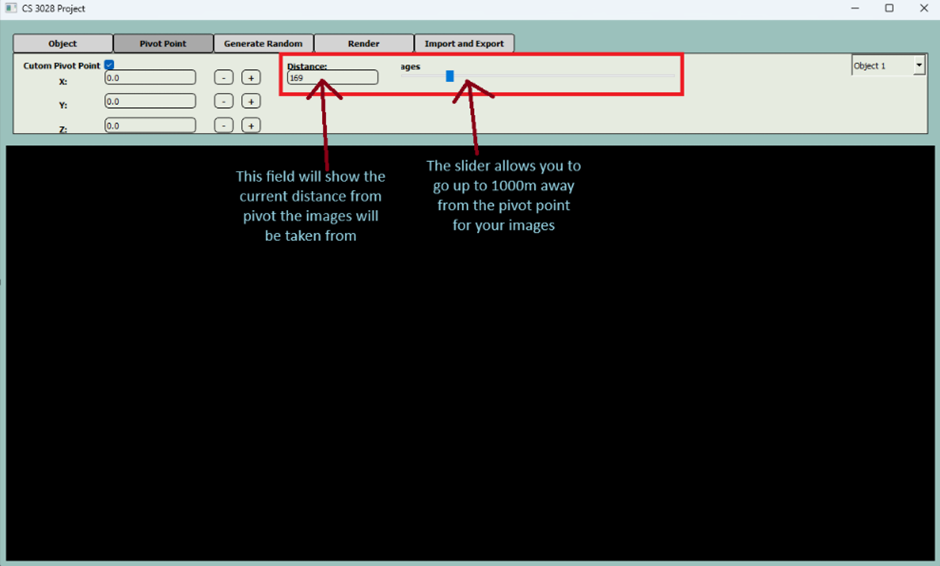 CS 3028 Project
Object Pivot Point Generate Random Render Import and Export
Cutom Pivot Point Distance: ages Object 1
X: 0.0 - + 169
Y: 0.0 - +
Z: 0.0 - +
This field will show the
current distance from
pivot the images will
be taken from
The slider allows you to
go up to 1000m away
from the pivot point
for your images